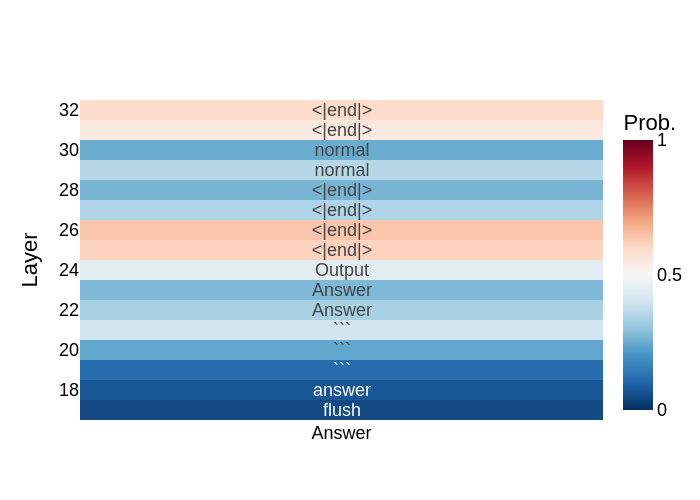 Prob.
32 <|end|> 1
<|end|>
30 normal
normal
28 <|end|>
<|end|>
26 <|end|>
<|end|>
24 Output 0.5
Answer
22 Answer
```
20 ```
```
18 answer
flush 0
Answer
Layer